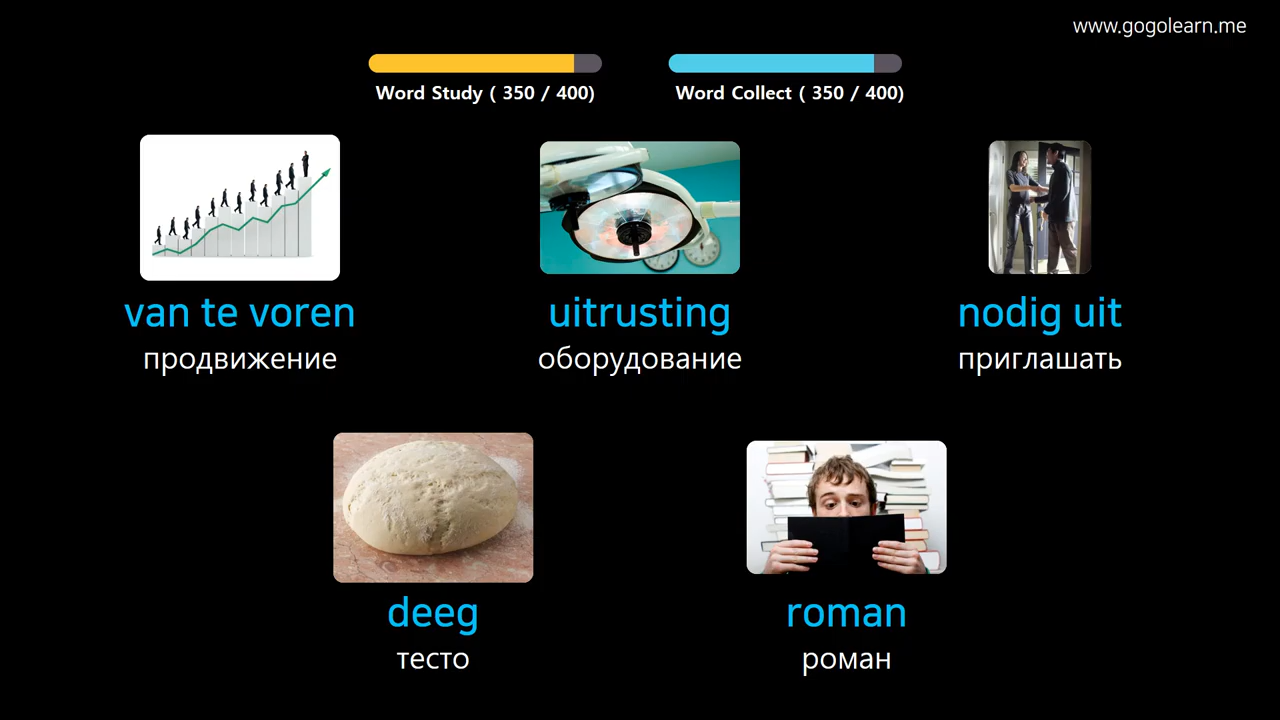 www.gogolearn.me
Word Study ( 350 / 400)
Word Collect ( 350 / 400)
van te voren
продвижение
uitrusting
оборудование
nodig uit
приглашать
deeg
тесто
roman
роман